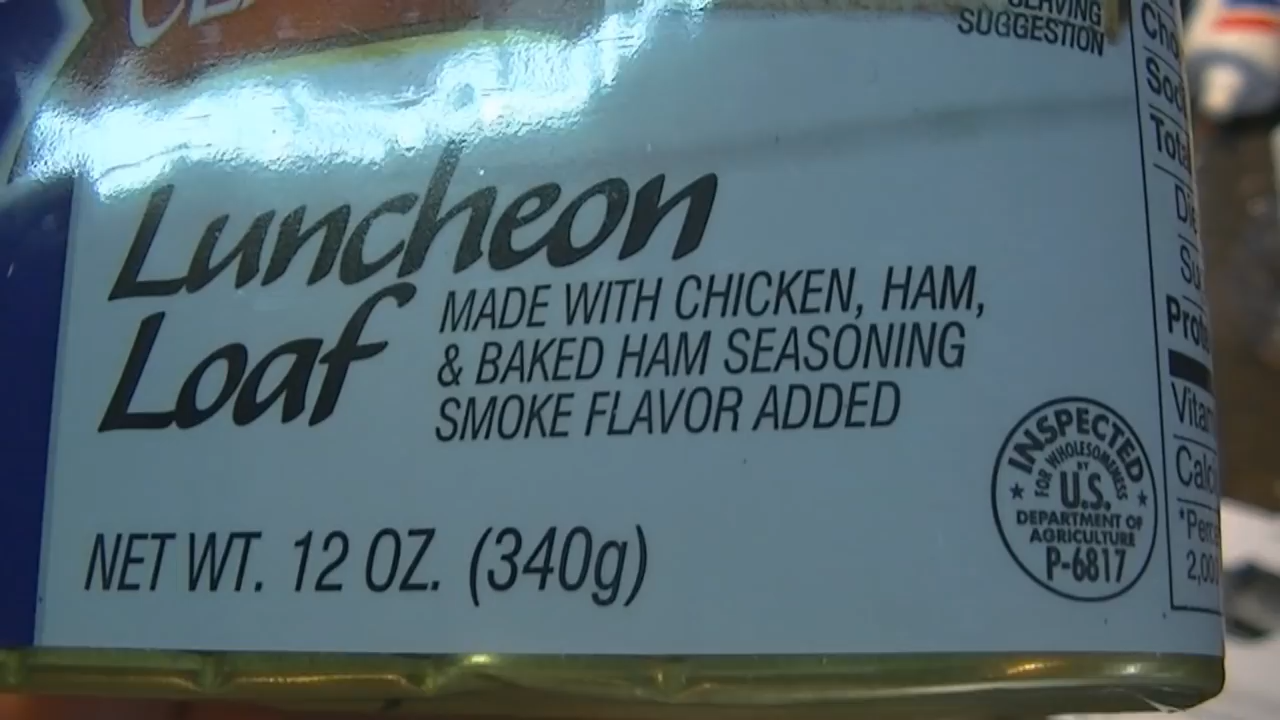 SERVING
SUGGESTION
Luncheon
Loaf
MADE WITH CHICKEN, HAM,
& BAKED HAM SEASONING
SMOKE FLAVOR ADDED
NET WT. 12 OZ. (340g)
INSPECTED
FOR WHOLESOMENESS
BY
U.S.
DEPARTMENT OF
AGRICULTURE
P-6817